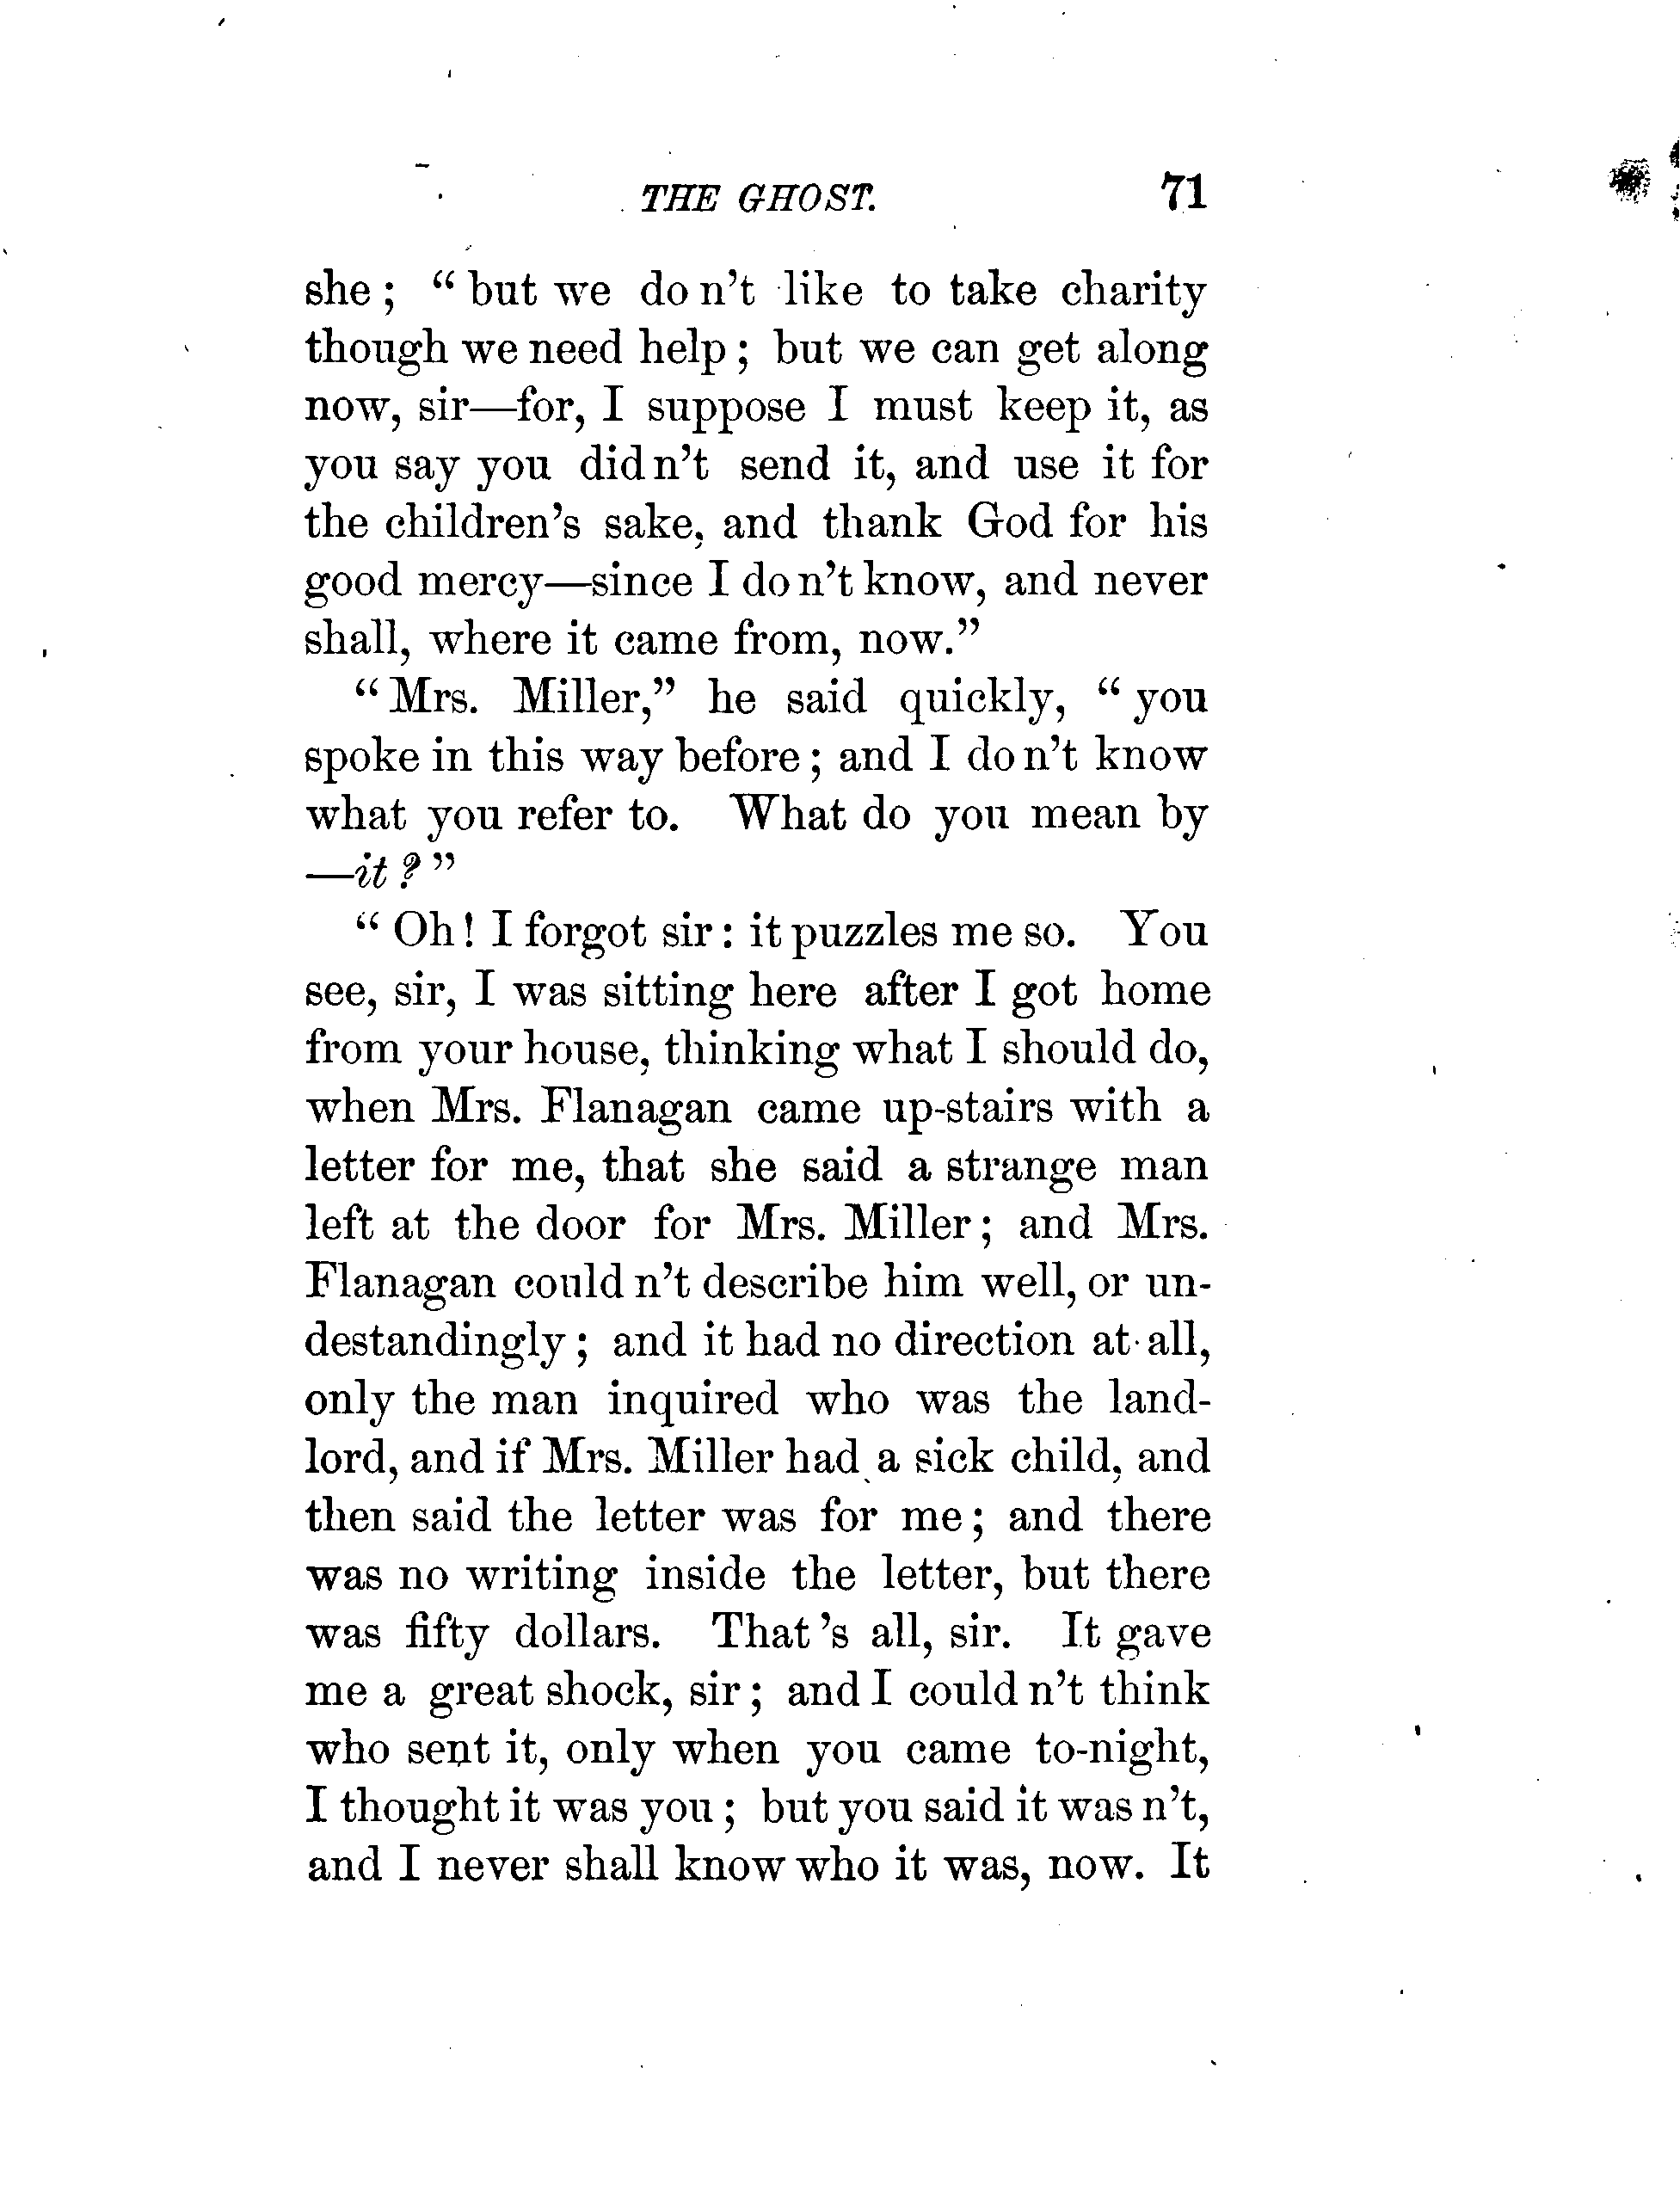 THE GHOST. 71
she; "but we don't like to take charity
though we need help; but we can get along
now, sir—for, I suppose I must keep it, as
you say you didn't send it, and use it for
the children's sake, and thank God for his
good mercy—since I don't know, and never
shall, where it came from, now."
"Mrs. Miller," he said quickly, "you
spoke in this way before; and I don't know
what you refer to. What do you mean by
—it?"
"Oh! I forgot sir: it puzzles me so. You
see, sir, I was sitting here after I got home
from your house, thinking what I should do,
when Mrs. Flanagan came up-stairs with a
letter for me, that she said a strange man
left at the door for Mrs. Miller; and Mrs.
Flanagan could n't describe him well, or un-
destandingly; and it had no direction at all,
only the man inquired who was the land-
lord, and if Mrs. Miller had a sick child, and
then said the letter was for me; and there
was no writing inside the letter, but there
was fifty dollars. That 's all, sir. It gave
me a great shock, sir; and I could n't think
who sent it, only when you came to-night,
I thought it was you; but you said it was n't,
and I never shall know who it was, now. It